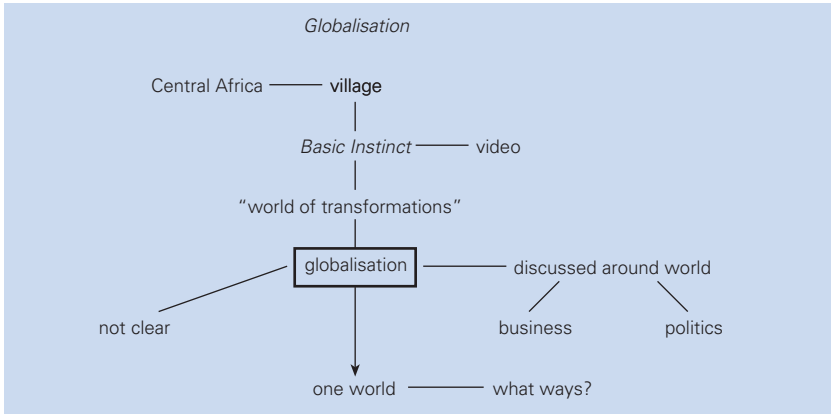 Globalisation
Central Africa village
Basic Instinct video
“world of transformations”
globalisation discussed around world
not clear business politics
one world what ways?